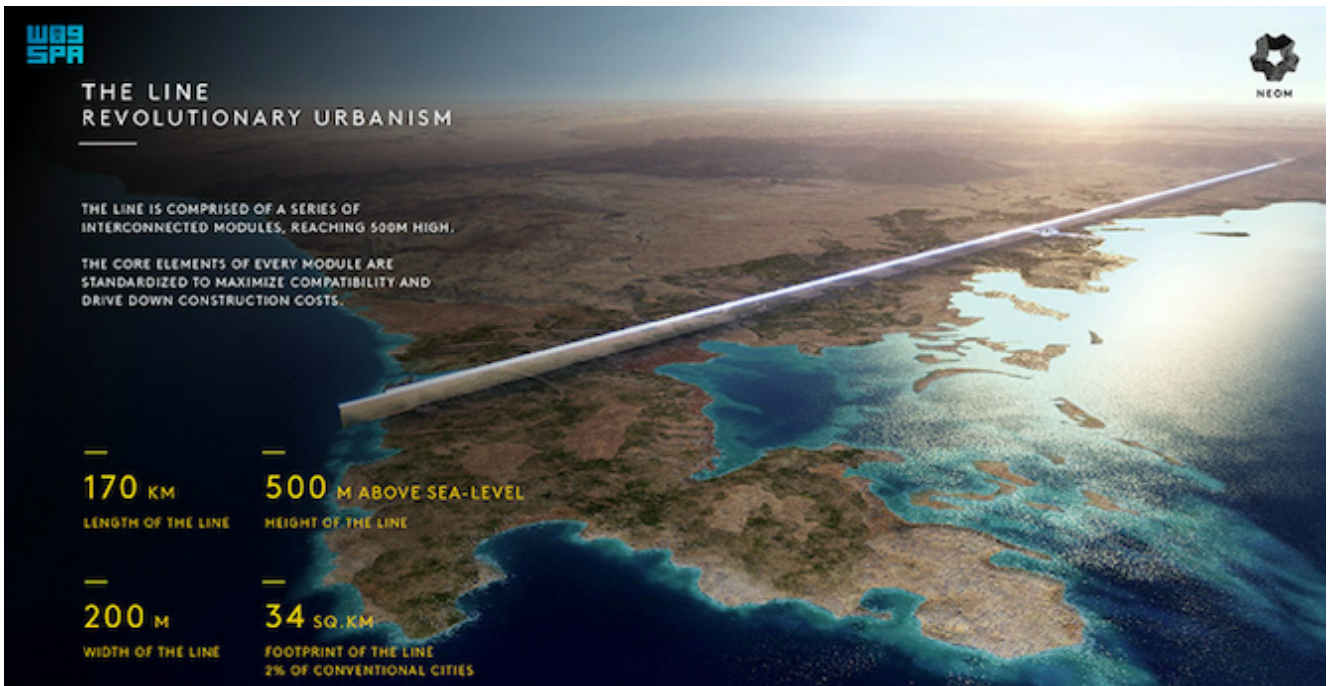 W89
SPA
THE LINE
REVOLUTIONARY URBANISM
NEOM
THE LINE IS COMPRISED OF A SERIES OF
INTERCONNECTED MODULES, REACHING 500M HIGH.
THE CORE ELEMENTS OF EVERY MODULE ARE
STANDARDIZED TO MAXIMIZE COMPATIBILITY AND
DRIVE DOWN CONSTRUCTION COSTS.
170 KM
LENGTH OF THE LINE
500 M ABOVE SEA-LEVEL
HEIGHT OF THE LINE
200 M
WIDTH OF THE LINE
34 SQ.KM
FOOTPRINT OF THE LINE
2% OF CONVENTIONAL CITIES